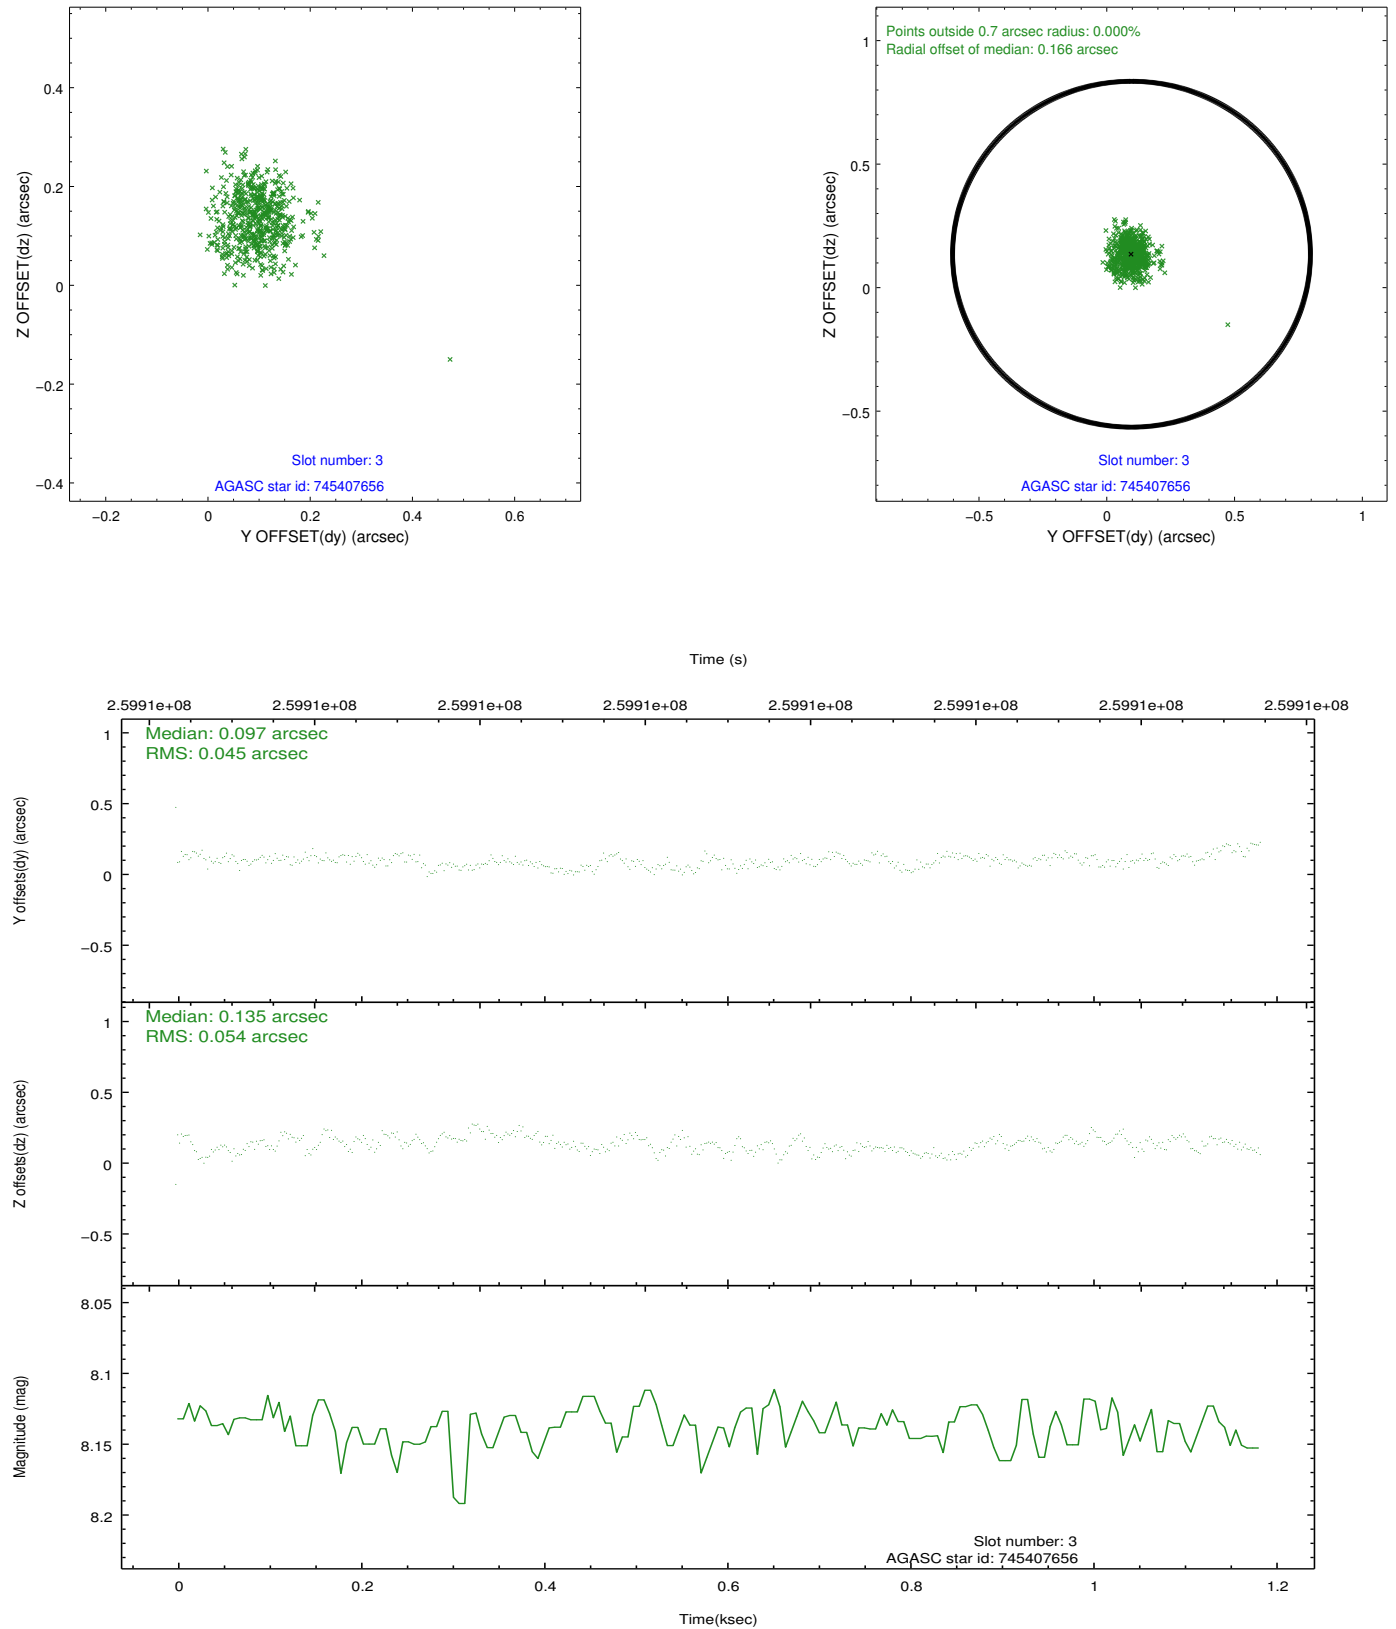 0.4
0.2
0
−0.2
−0.4
Z OFFSET(dz) (arcsec)
Slot number: 3
AGASC star id: 745407656
−0.2 0 0.2 0.4 0.6
Y OFFSET(dy) (arcsec)
Points outside 0.7 arcsec radius: 0.000%
Radial offset of median: 0.166 arcsec
1
0.5
0
−0.5
Z OFFSET(dz) (arcsec)
Slot number: 3
AGASC star id: 745407656
−0.5 0 0.5 1
Y OFFSET(dy) (arcsec)
Time (s)
2.5991e+08 2.5991e+08 2.5991e+08 2.5991e+08 2.5991e+08 2.5991e+08 2.5991e+08 2.5991e+08
Median: 0.097 arcsec
RMS: 0.045 arcsec
1
0.5
0
−0.5
Y offsets(dy) (arcsec)
Median: 0.135 arcsec
RMS: 0.054 arcsec
1
0.5
0
−0.5
Z offsets(dz) (arcsec)
8.05
8.1
8.15
8.2
Magnitude (mag)
Slot number: 3
AGASC star id: 745407656
0 0.2 0.4 0.6 0.8 1 1.2
Time(ksec)